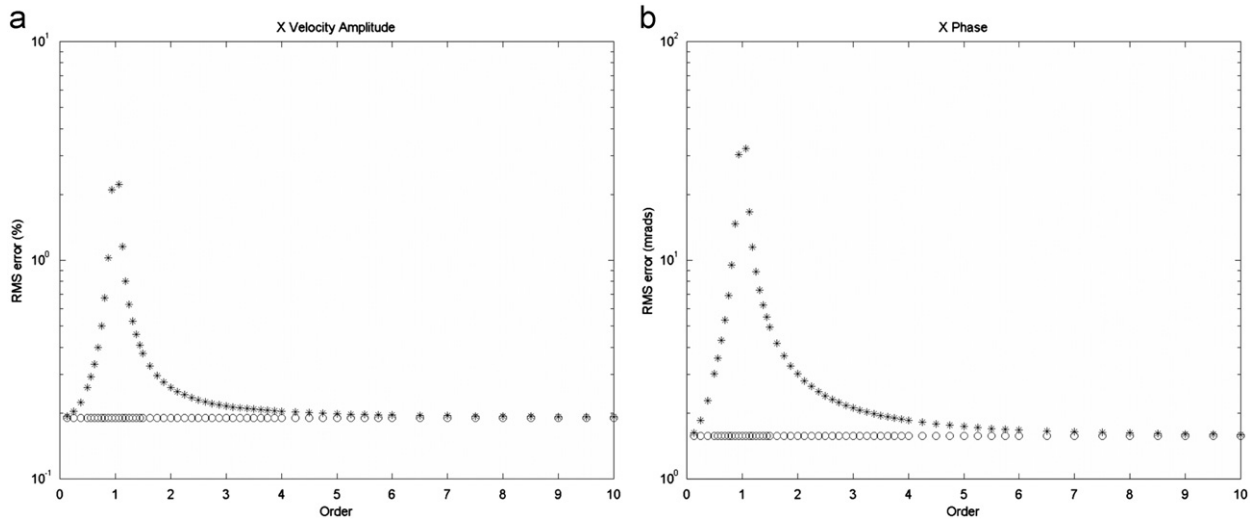 a
X Velocity Amplitude
10^1
10^0
10^-1
RMS error (%)
0 1 2 3 4 5 6 7 8 9 10
Order
b
X Phase
10^2
10^1
10^0
RMS error (mrads)
0 1 2 3 4 5 6 7 8 9 10
Order